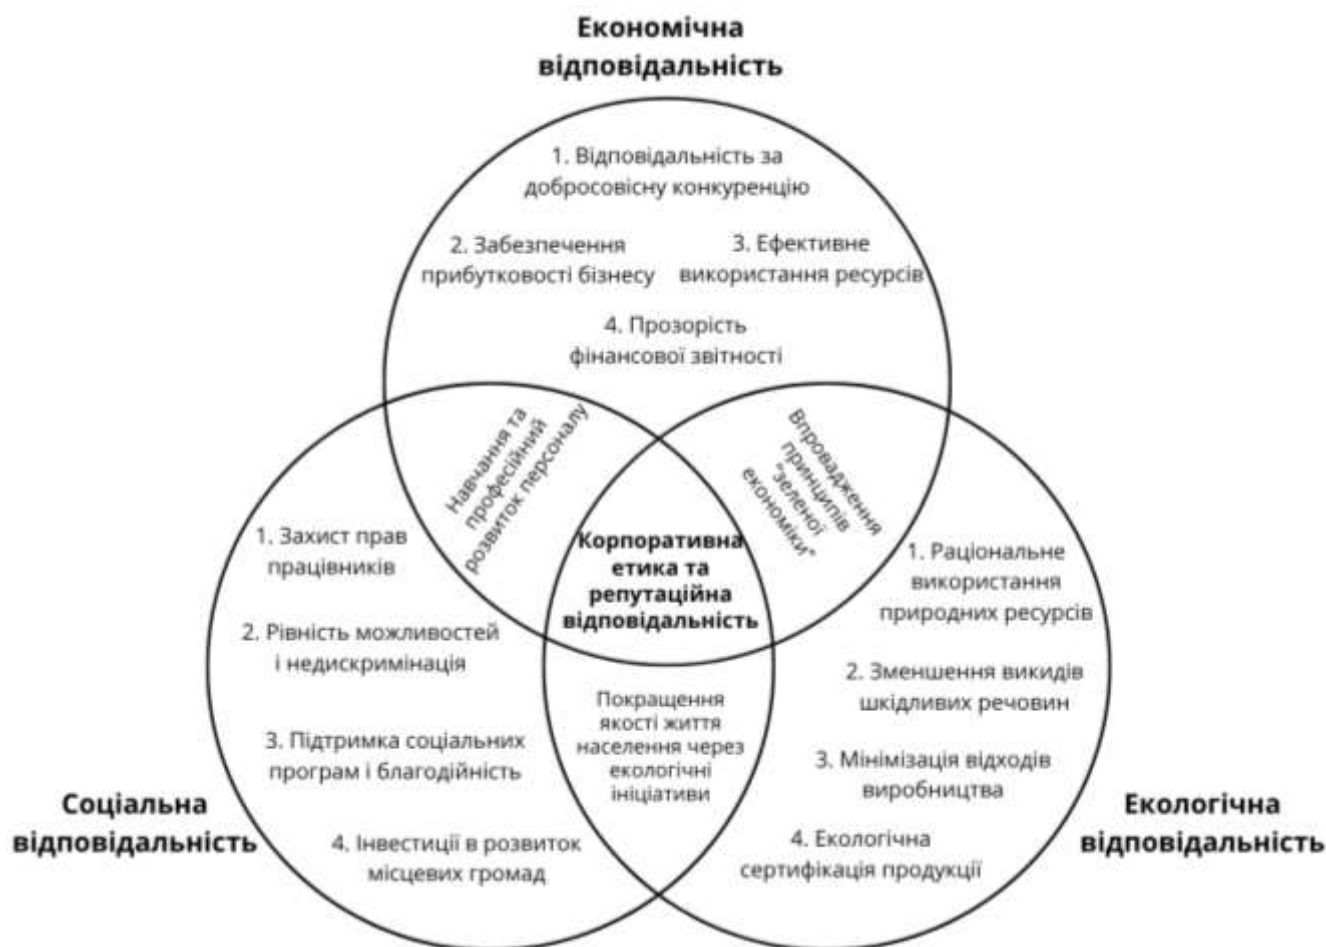 Економічна
відповідальність
1. Відповідальність за
добросовісну конкуренцію
2. Забезпечення
прибутковості бізнесу
3. Ефективне
використання ресурсів
4. Прозорість
фінансової звітності
Навчання та
професійний
розвиток персоналу
Впровадження
принципів
"зеленої
економіки"
Корпоративна
етика та
репутаційна
відповідальність
1. Захист прав
працівників
2. Рівність можливостей
і недискримінація
3. Підтримка соціальних
програм і благодійність
4. Інвестиції в розвиток
місцевих громад
Соціальна
відповідальність
Покращення
якості життя
населення через
екологічні
ініціативи
1. Раціональне
використання
природних ресурсів
2. Зменшення викидів
шкідливих речовин
3. Мінімізація відходів
виробництва
4. Екологічна
сертифікація продукції
Екологічна
відповідальність